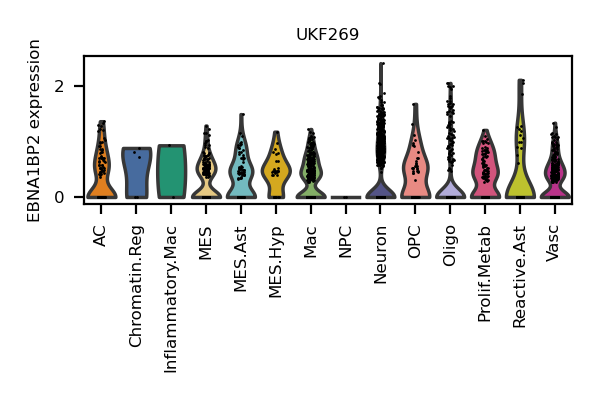 UKF269
EBNA1BP2 expression
2
0
AC
Chromatin.Reg
Inflammatory.Mac
MES
MES.Ast
MES.Hyp
Mac
NPC
Neuron
OPC
Oligo
Prolif.Metab
Reactive.Ast
Vasc